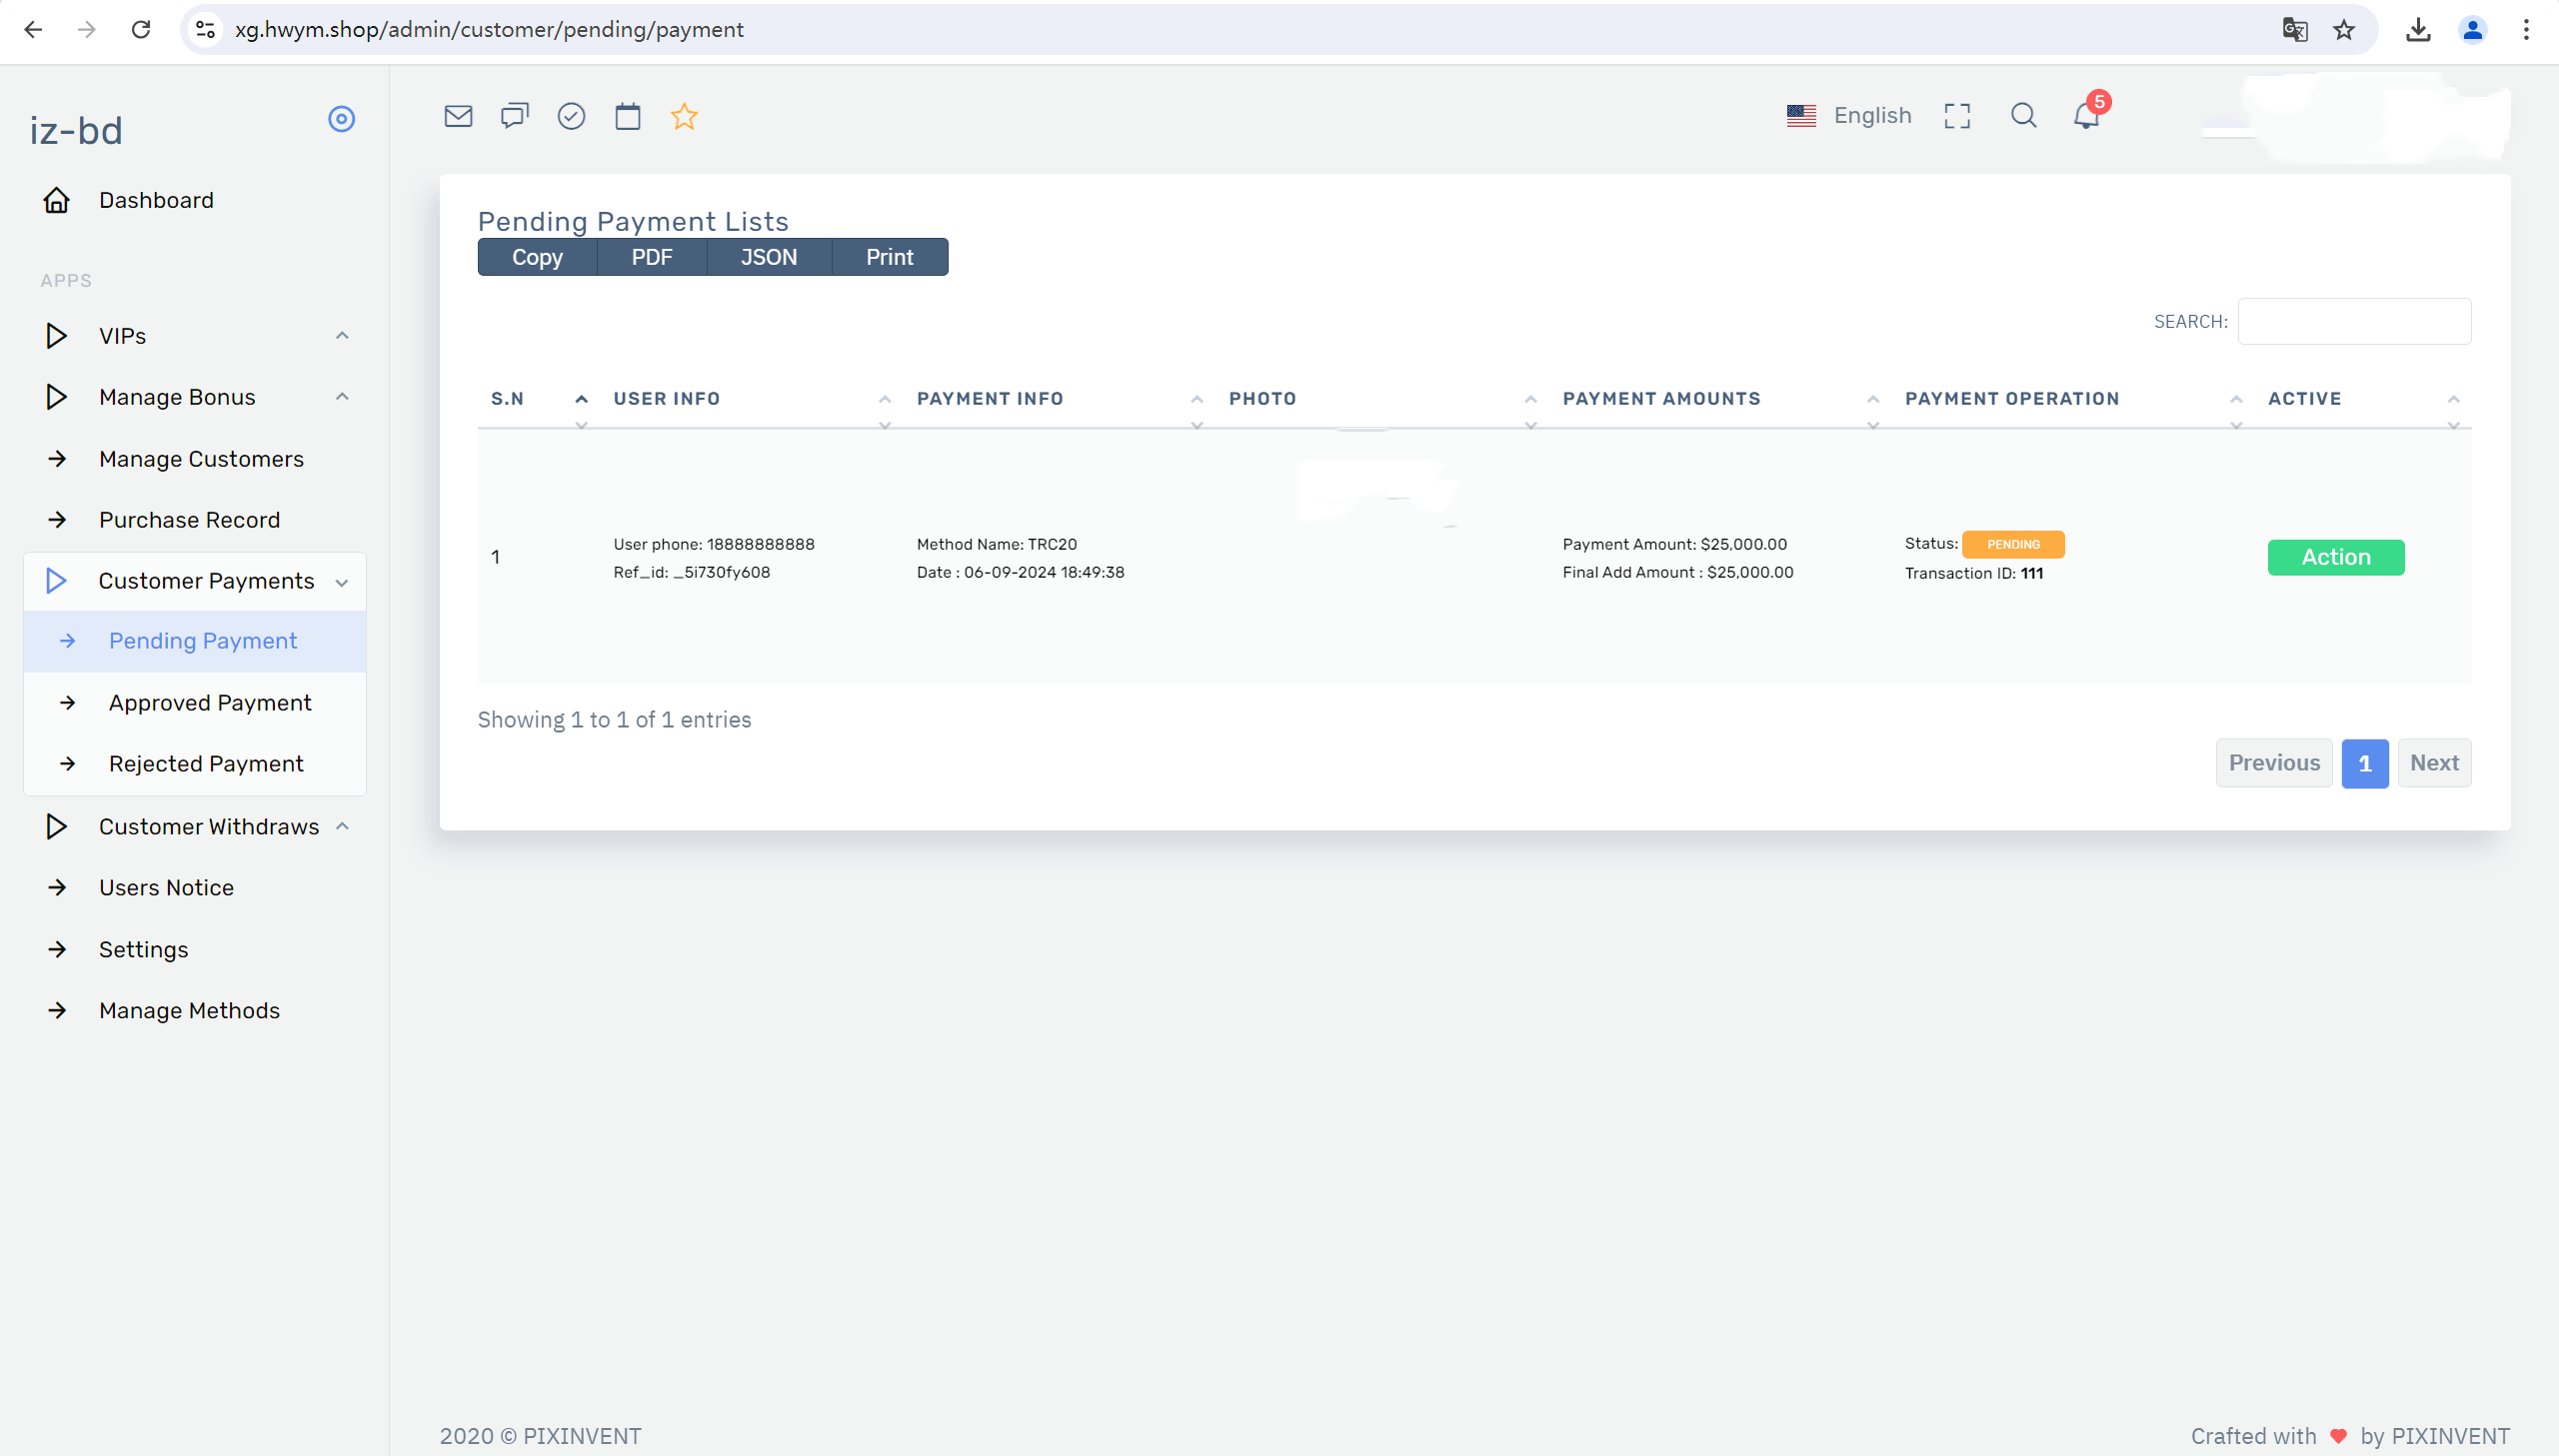 xg.hwym.shop/admin/customer/pending/payment
iz-bd
English
5
Dashboard
APPS
VIPs
Manage Bonus
Manage Customers
Purchase Record
Customer Payments
Pending Payment
Approved Payment
Rejected Payment
Customer Withdraws
Users Notice
Settings
Manage Methods
Pending Payment Lists
Copy PDF JSON Print
SEARCH:
S.N USER INFO PAYMENT INFO PHOTO PAYMENT AMOUNTS PAYMENT OPERATION ACTIVE
1
User phone: 18888888888
Ref_id: _5i730fy608
Method Name: TRC20
Date : 06-09-2024 18:49:38
Payment Amount: $25,000.00
Final Add Amount : $25,000.00
Status: PENDING
Transaction ID: 111
Action
Showing 1 to 1 of 1 entries
Previous 1 Next
2020 © PIXINVENT
Crafted with ♥ by PIXINVENT